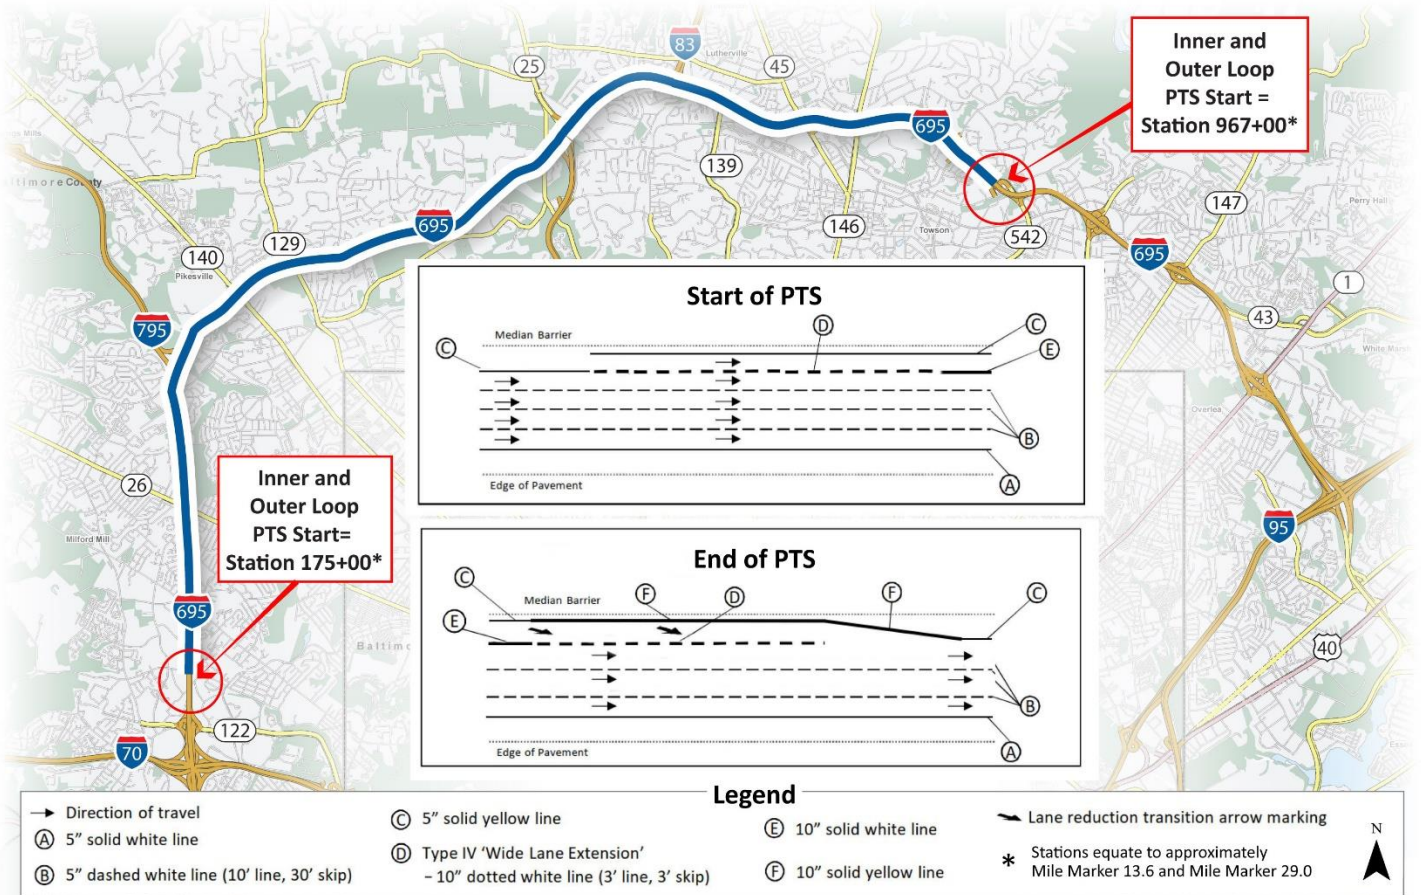 83
Lutherville
25
45
Inner and
Outer Loop
PTS Start =
Station 967+00*
695
139
Baltimore County
147
Perry Hall
140
129
695
146
Towson
542
695
Pikesville
1
795
43
White Marsh
Start of PTS
Median Barrier
D
C
C
E
B
Edge of Pavement
A
Overlea
26
Inner and
Outer Loop
PTS Start=
Station 175+00*
Milford Mill
95
End of PTS
C
Median Barrier
F
D
F
C
E
B
Edge of Pavement
A
695
Baltimo
40
122
70
Legend
Direction of travel
A 5” solid white line
B 5” dashed white line (10’ line, 30’ skip)
C 5” solid yellow line
D Type IV ‘Wide Lane Extension’
– 10” dotted white line (3’ line, 3’ skip)
E 10” solid white line
F 10” solid yellow line
Lane reduction transition arrow marking
* Stations equate to approximately
Mile Marker 13.6 and Mile Marker 29.0
N